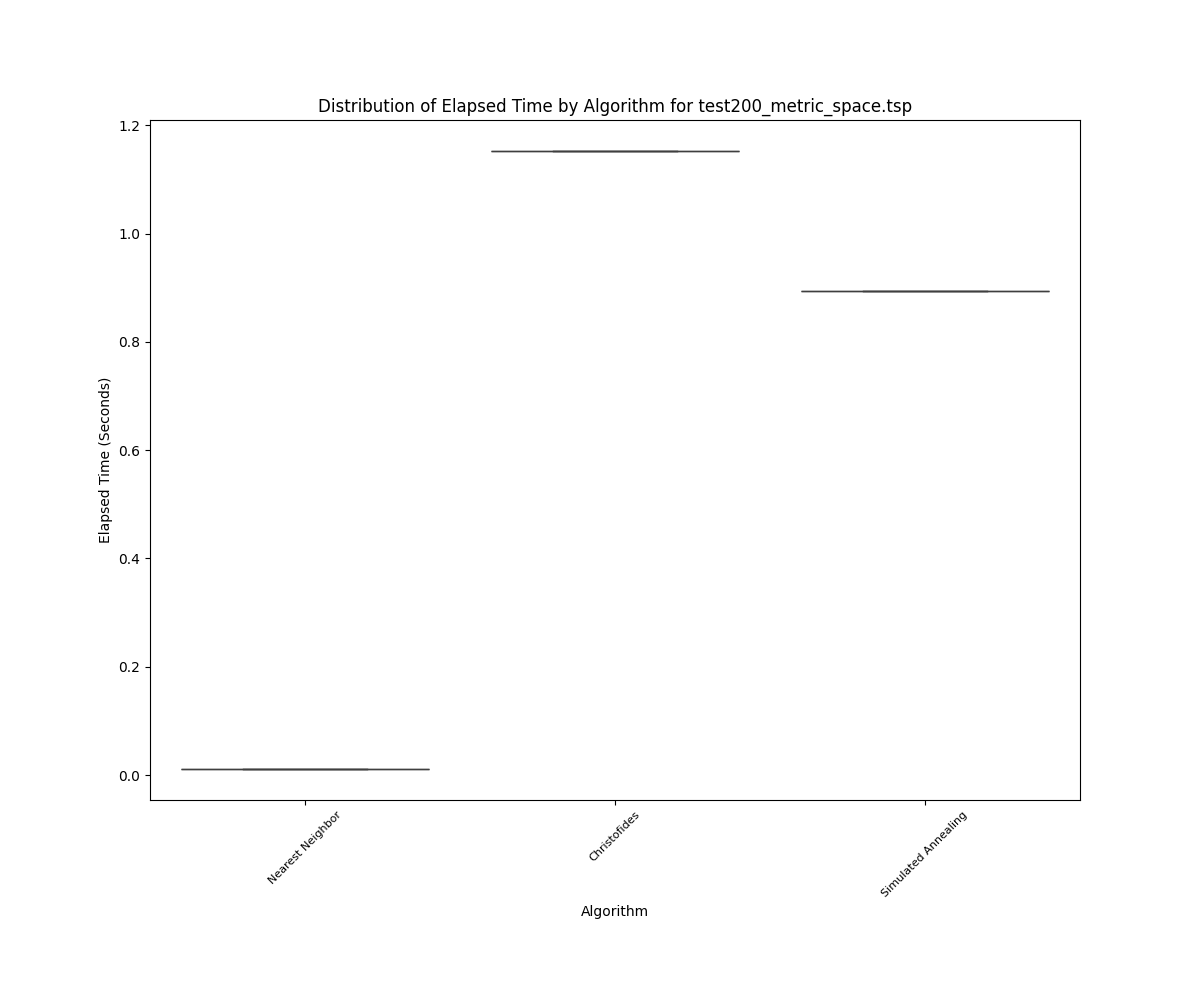 Distribution of Elapsed Time by Algorithm for test200_metric_space.tsp
1.2
1.0
0.8
0.6
0.4
0.2
0.0
Elapsed Time (Seconds)
Nearest Neighbor
Christofides
Simulated Annealing
Algorithm